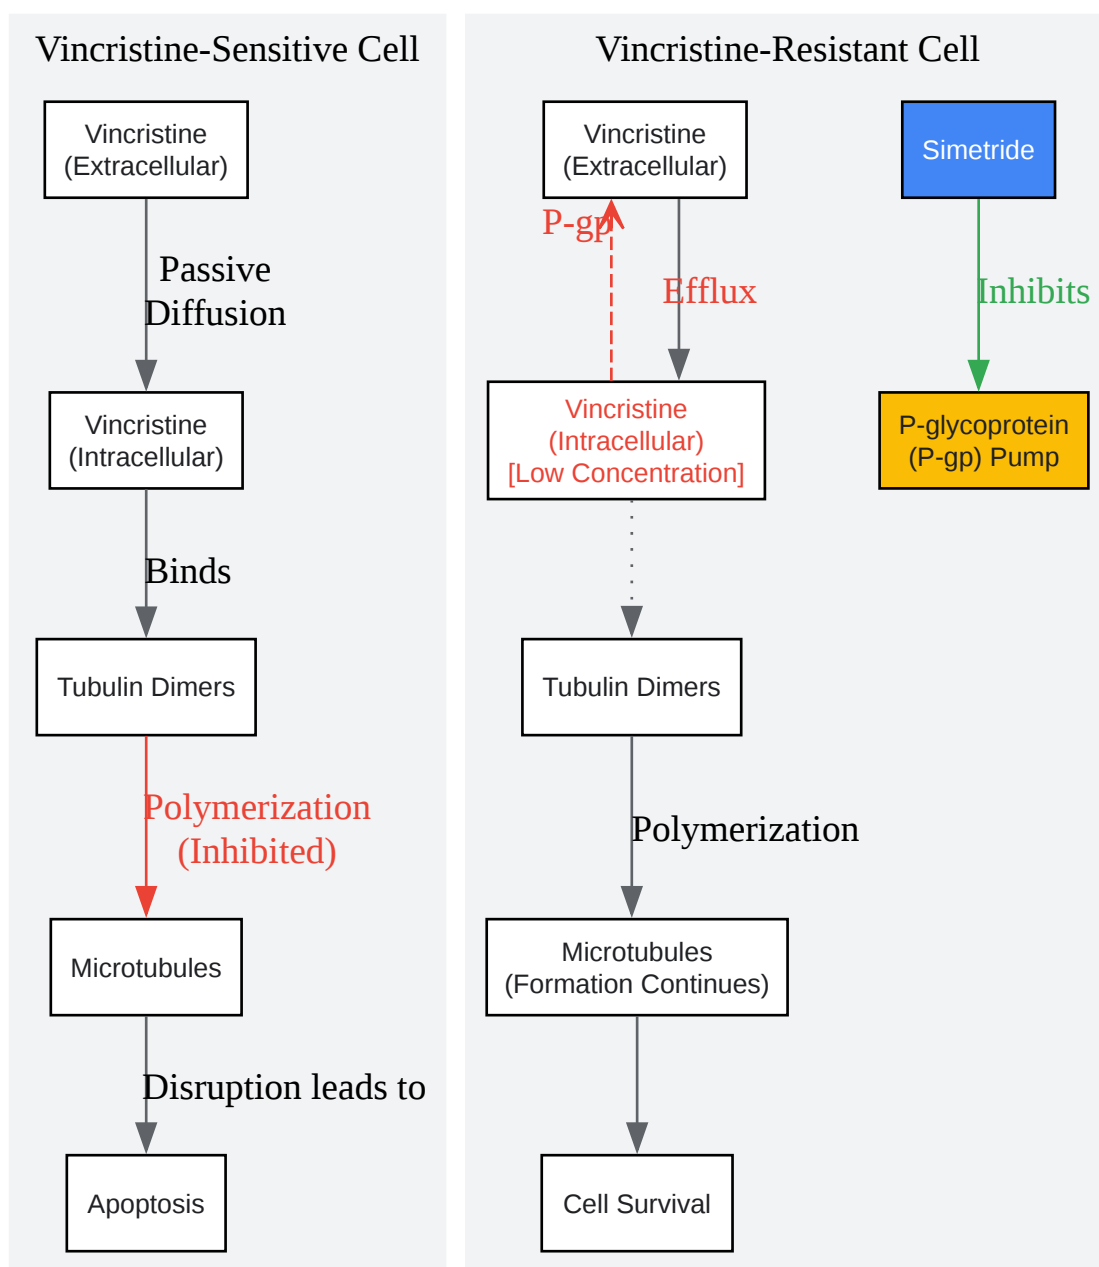 Vincristine-Sensitive Cell
Vincristine
(Extracellular)
Passive
Diffusion
Vincristine
(Intracellular)
Binds
Tubulin Dimers
Polymerization
(Inhibited)
Microtubules
Disruption leads to
Apoptosis
Vincristine-Resistant Cell
Vincristine
(Extracellular)
P-gp
Efflux
Vincristine
(Intracellular)
[Low Concentration]
Tubulin Dimers
Polymerization
Microtubules
(Formation Continues)
Cell Survival
Simetride
Inhibits
P-glycoprotein
(P-gp) Pump